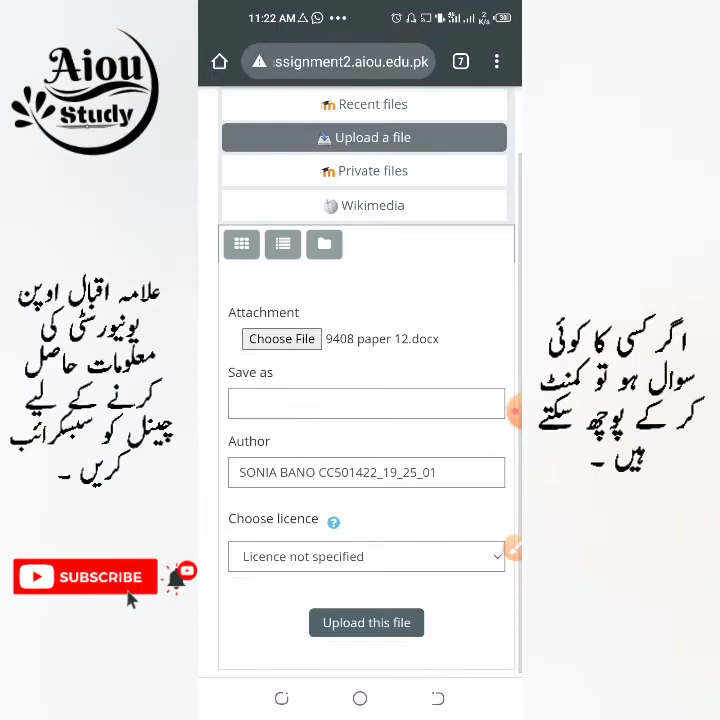 Aiou
Study
علامہ اقبال اوپن
یونیورسٹی کی
معلومات حاصل
کرنے کے لیے
چینل کو سبسکرائب
کریں ۔
SUBSCRIBE
11:22 AM
2
K/s
30
ssignment2.aiou.edu.pk
7
Recent files
Upload a file
Private files
Wikimedia
Attachment
Choose File 9408 paper 12.docx
Save as
Author
SONIA BANO CC501422_19_25_01
Choose licence ?
Licence not specified
Upload this file
اگر کسی کا کوئی
سوال ہو تو کمنٹ
کر کے پوچھ سکتے
ہیں ۔